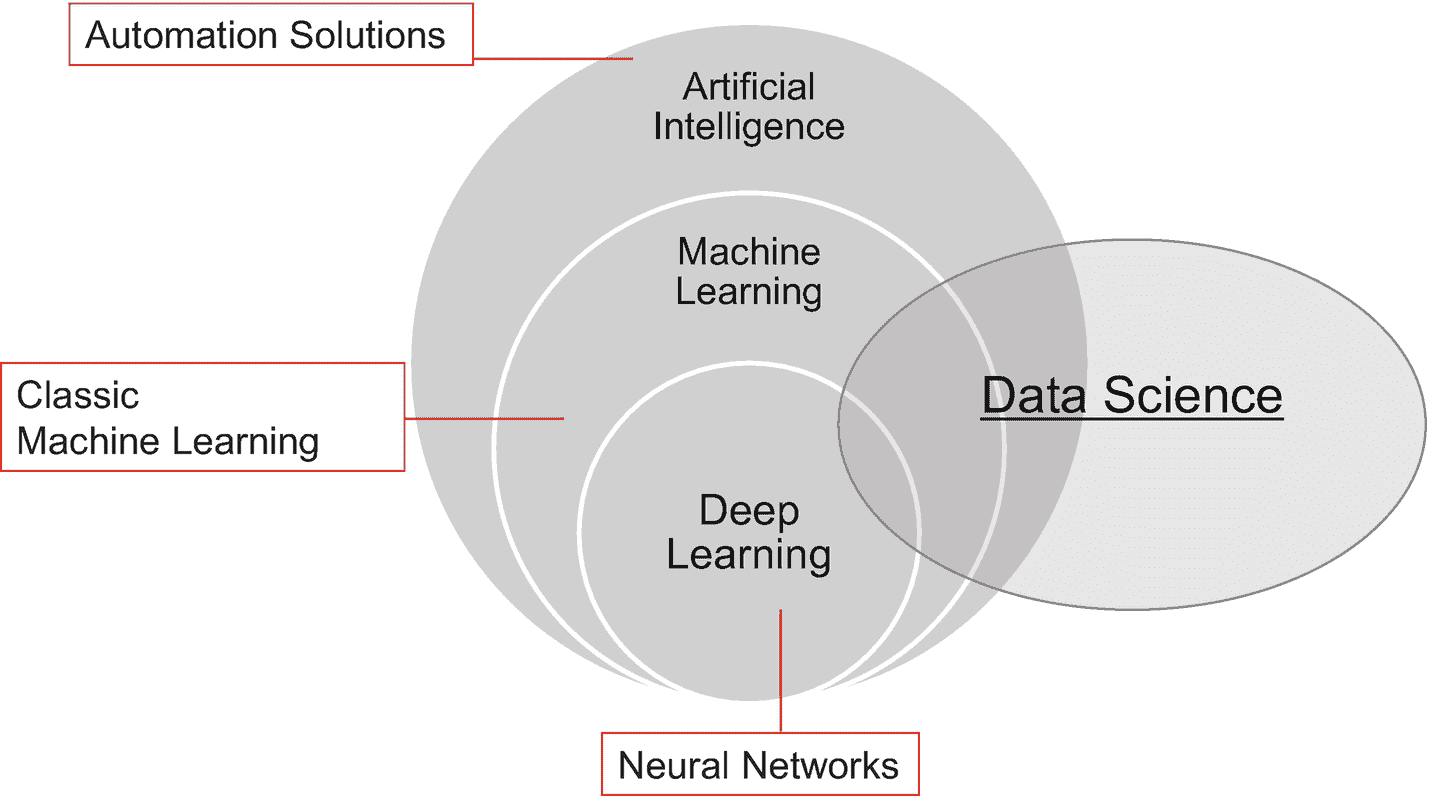 Automation Solutions
Artificial
Intelligence
Machine
Learning
Data Science
Classic
Machine Learning
Deep
Learning
Neural Networks